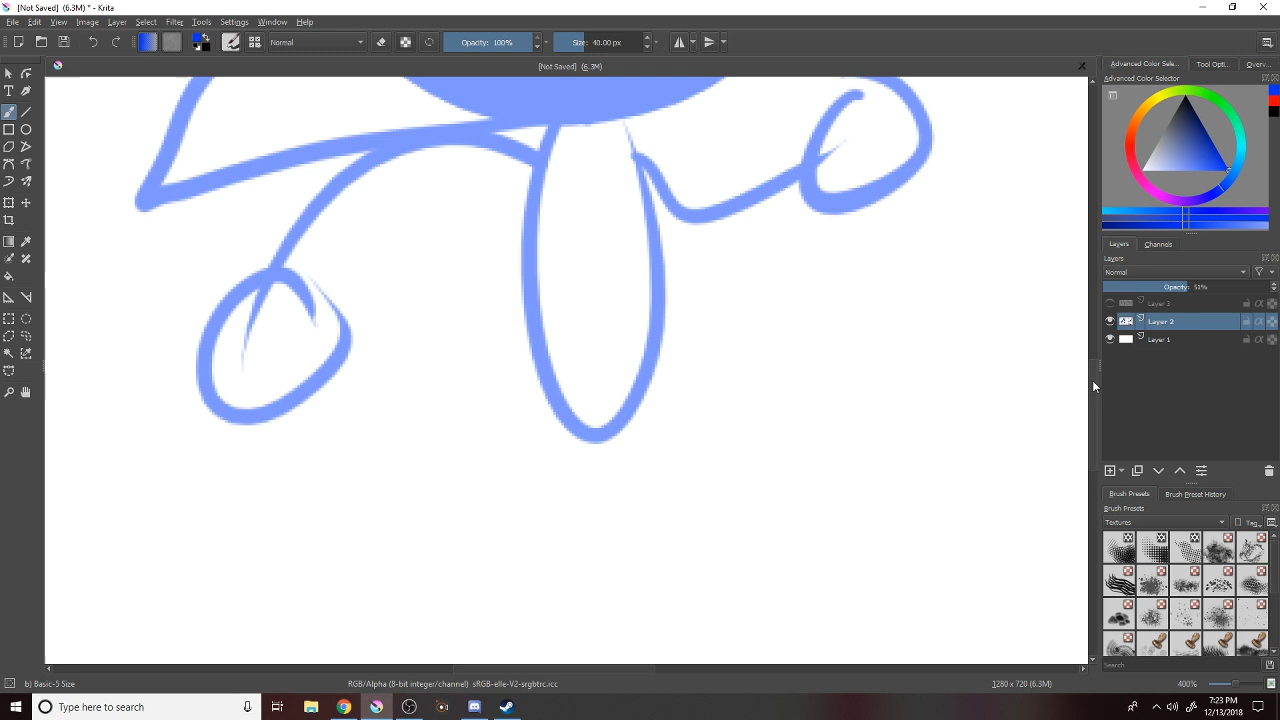 [Not Saved] (6.3M) * - Krita
File Edit View Image Layer Select Filter Tools Settings Window Help
Normal Opacity: 100% Size: 40.00 px
[Not Saved] (6.3M)
Advanced Color Sele... Tool Opti... Overv...
Advanced Color Selector
Layers Channels
Layers
Normal
Opacity: 51%
Layer 3
Layer 2
Layer 1
Brush Presets Brush Preset History
Brush Presets
Textures Tag
Search
b) Basic-5 Size RGB/Alpha (8-bit integer/channel) sRGB-elle-V2-srgbtrc.icc 1280 x 720 (6.3M) 400%
Type here to search
7:23 PM
12/13/2018